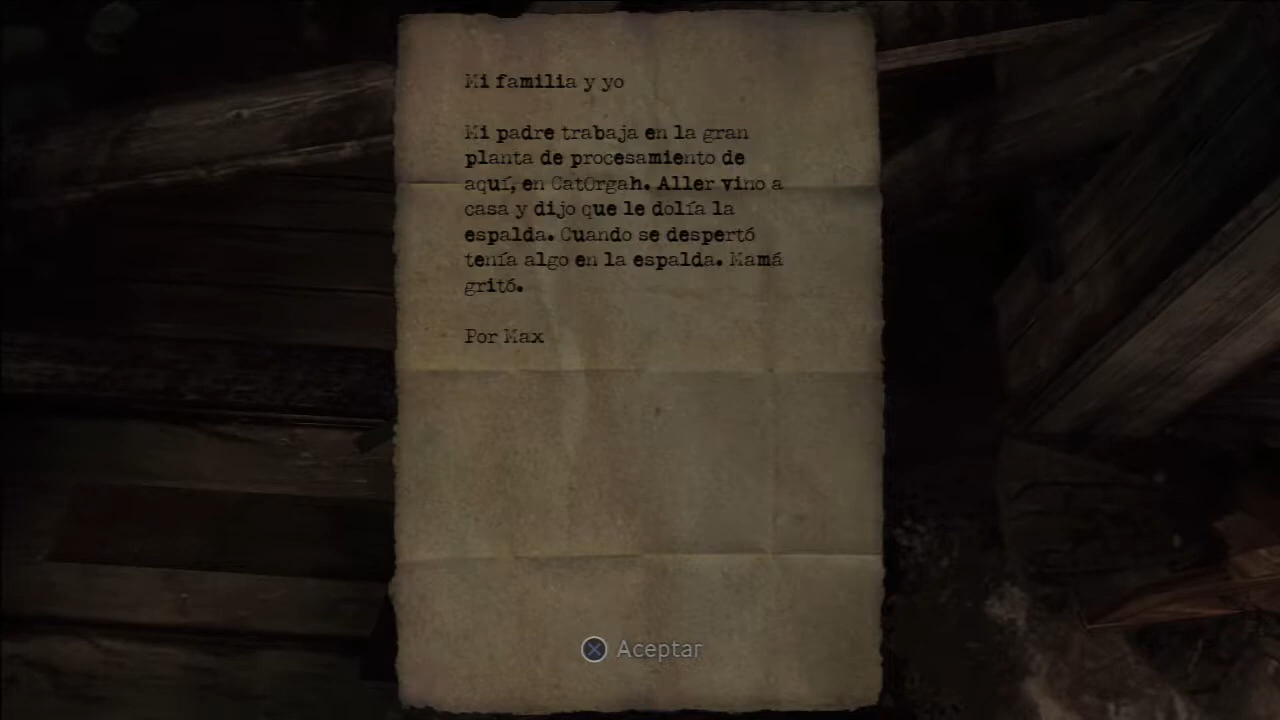 Mi familia y yo
Mi padre trabaja en la gran
planta de procesamiento de
aquí, en CatOrgah. Aller vino a
casa y dijo que le dolía la
espalda. Cuando se despertó
tenía algo en la espalda. Mamá
gritó.
Por Max
Aceptar